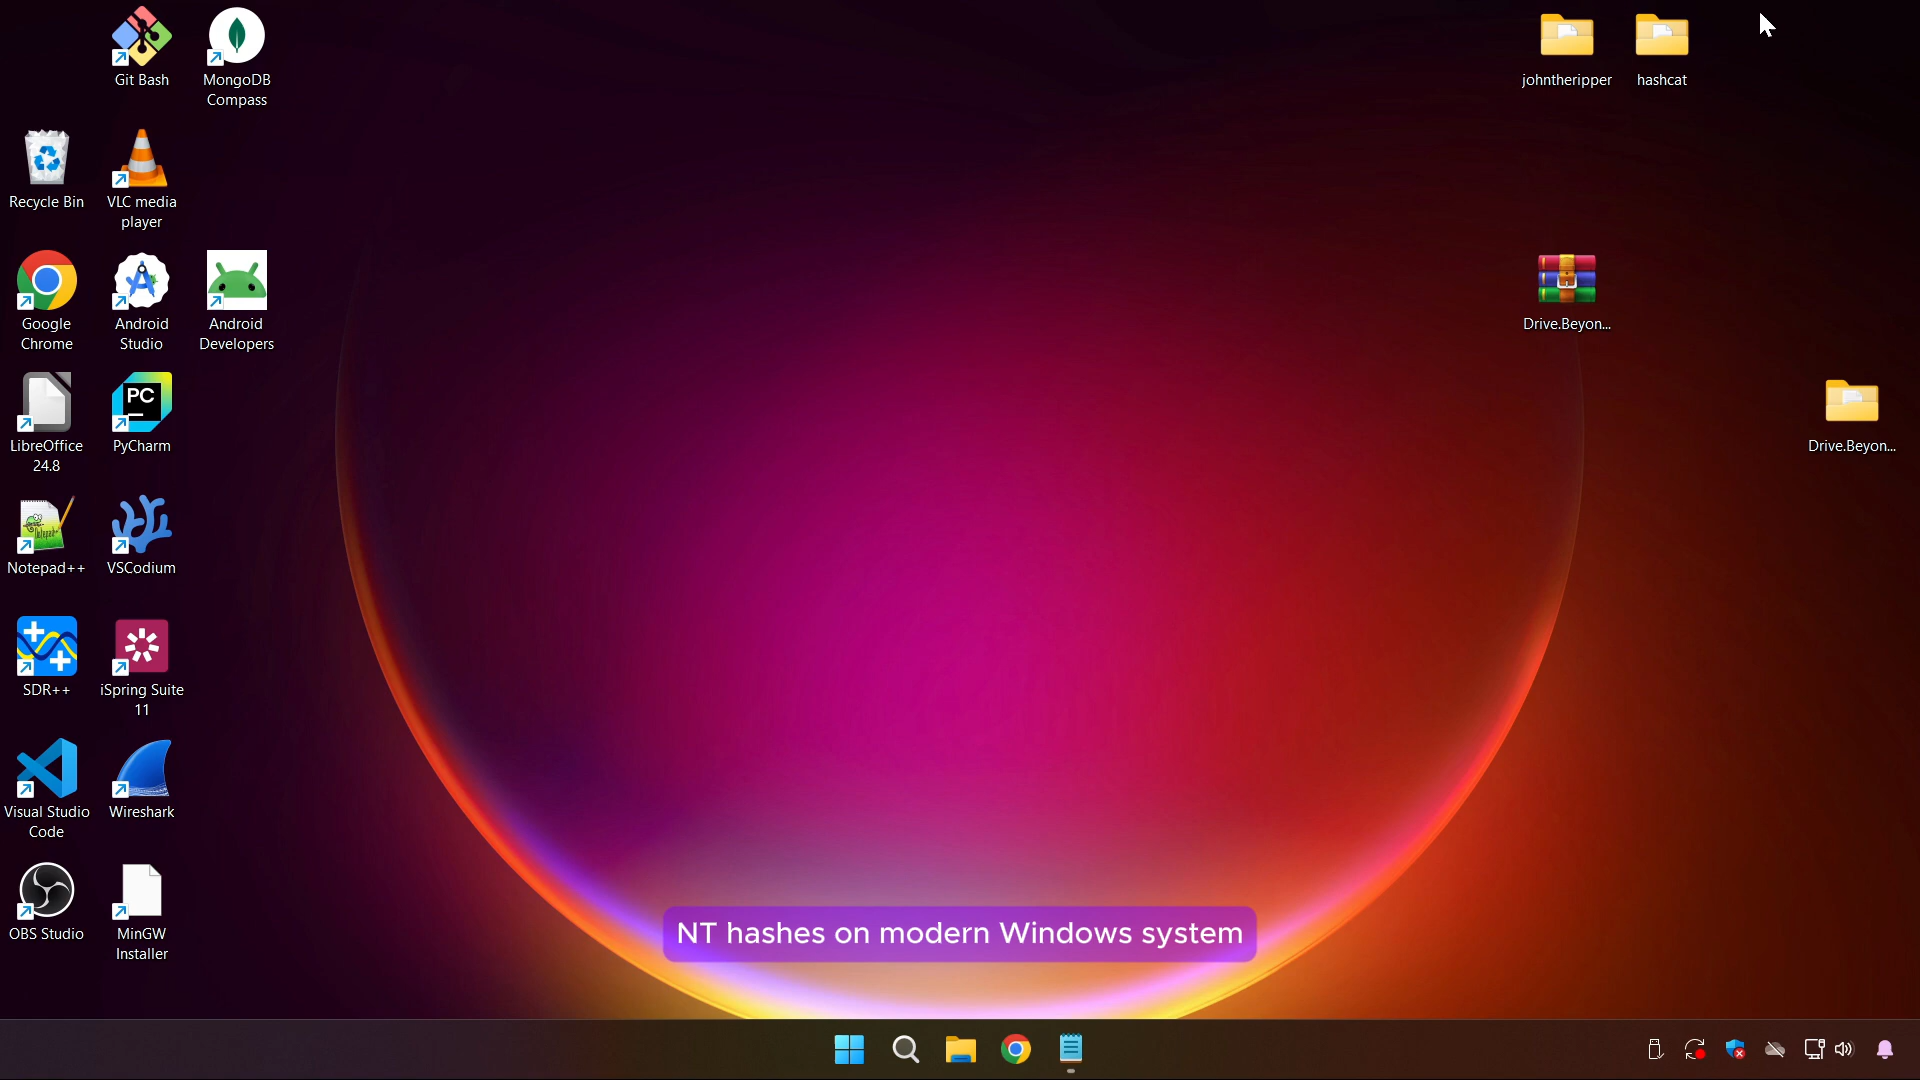 Git Bash
MongoDB
Compass
johntheripper
hashcat
Recycle Bin
VLC media
player
Google
Chrome
Android
Studio
Android
Developers
Drive.Beyon...
LibreOffice
24.8
PC
PyCharm
Drive.Beyon...
Notepad++
VSCodium
SDR++
iSpring Suite
11
Visual Studio
Code
Wireshark
OBS Studio
MinGW
Installer
NT hashes on modern Windows system